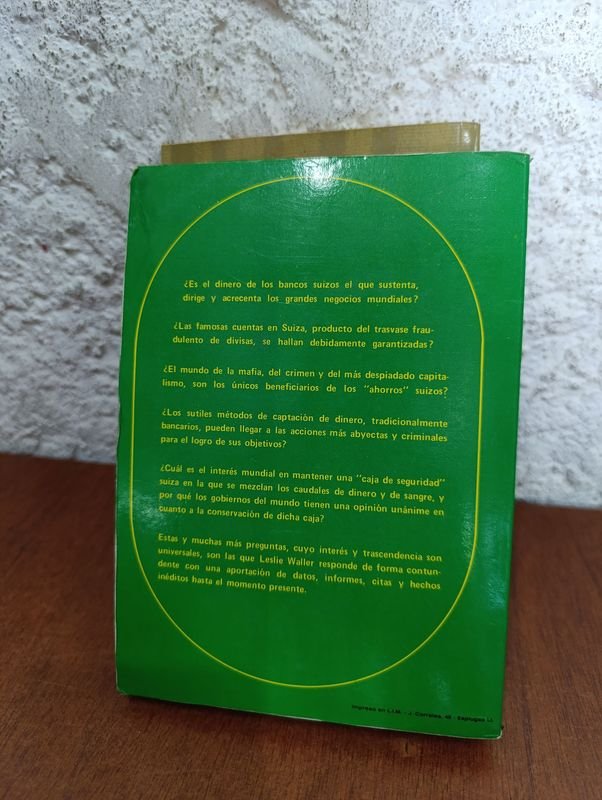 ¿Es el dinero de los bancos suizos el que sustenta,
dirige y acrecenta los grandes negocios mundiales?
¿Las famosas cuentas en Suiza, producto del trasvase frau-
dulento de divisas, se hallan debidamente garantizadas?
¿El mundo de la mafia, del crimen y del más despiadado capita-
lismo, son los únicos beneficiarios de los "ahorros" suizos?
¿Los sutiles métodos de captación de dinero, tradicionalmente
bancarios, pueden llegar a las acciones más abyectas y criminales
para el logro de sus objetivos?
¿Cuál es el interés mundial en mantener una "caja de seguridad"
suiza en la que se mezclan los caudales de dinero y de sangre, y
por qué los gobiernos del mundo tienen una opinión unánime en
cuanto a la conservación de dicha caja?
Estas y muchas más preguntas, cuyo interés y trascendencia son
universales, son las que Leslie Waller responde de forma contun-
dente con una aportación de datos, informes, citas y hechos
inéditos hasta el momento presente.
Impreso en L.I.M. - J. Corrales, 48 - Esplugas Ll.